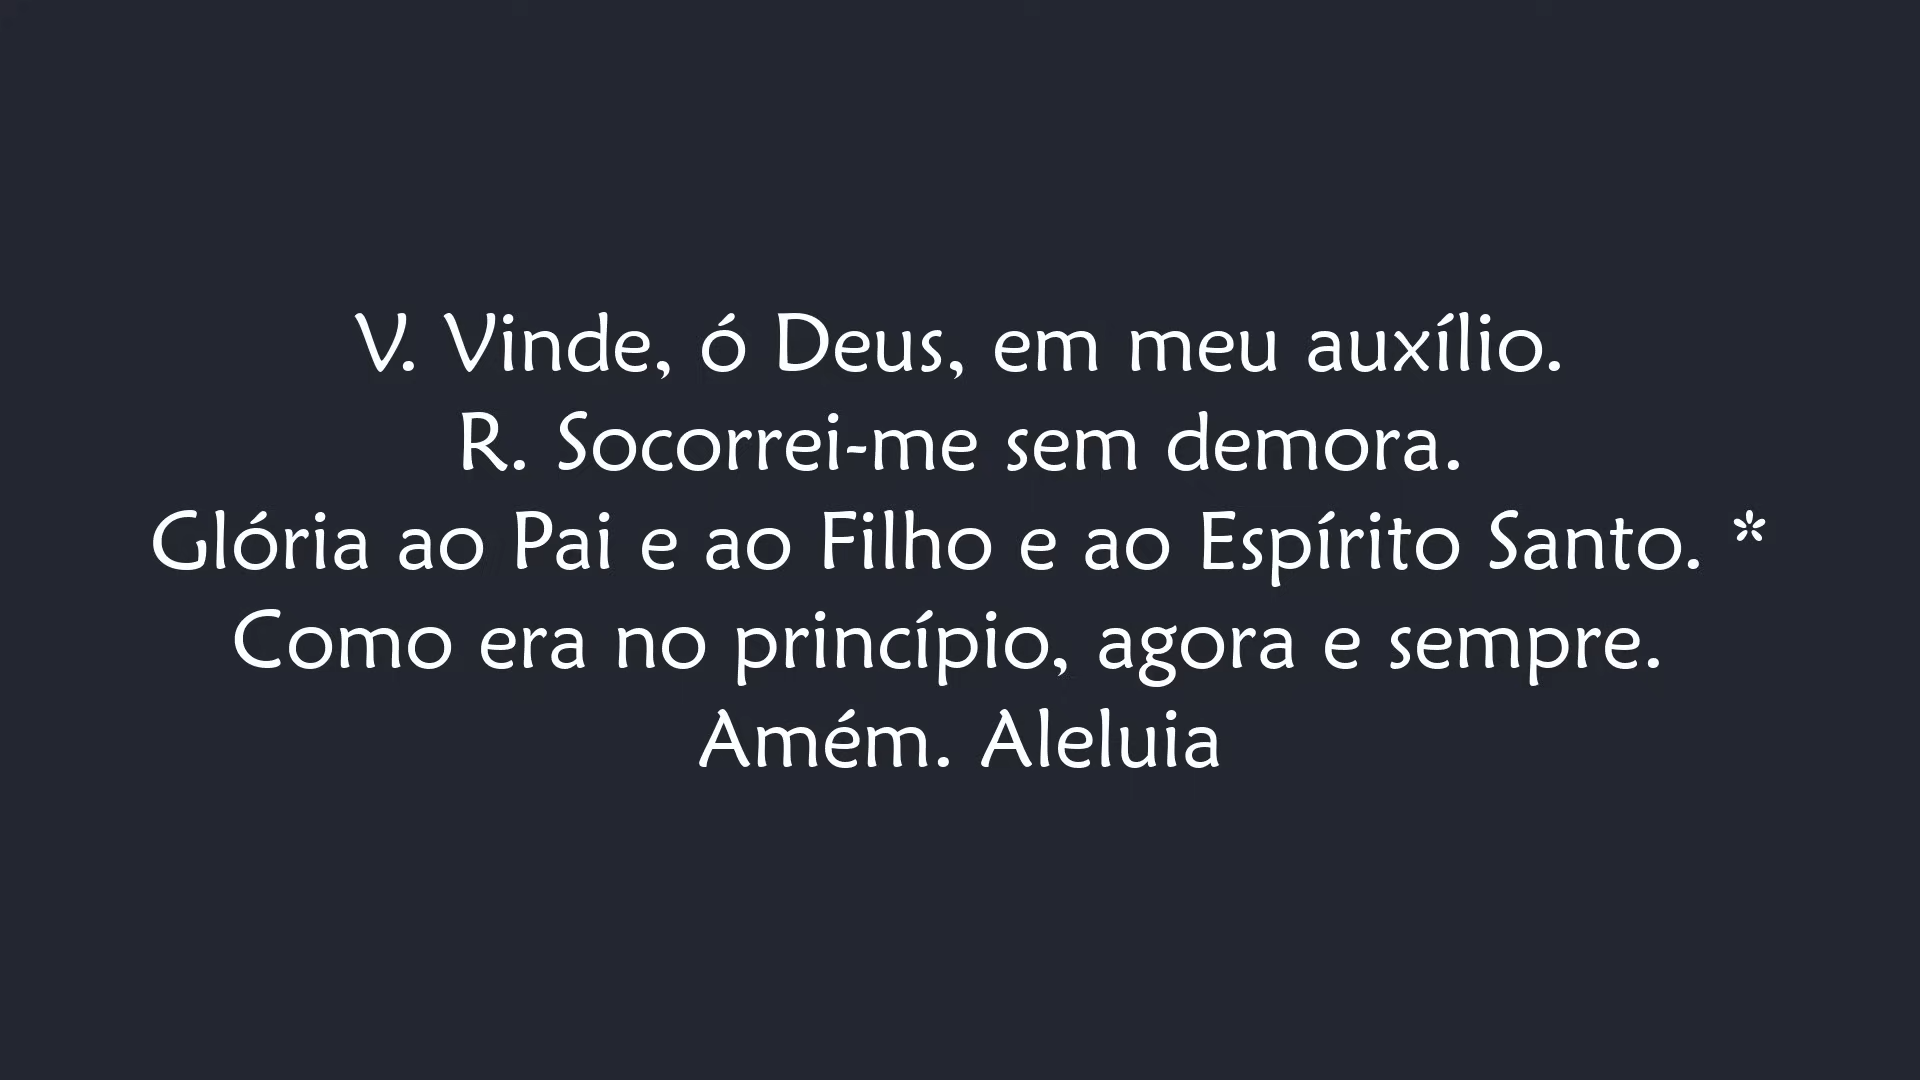 V. Vinde, ó Deus, em meu auxílio.
R. Socorrei-me sem demora.
Glória ao Pai e ao Filho e ao Espírito Santo. *
Como era no princípio, agora e sempre.
Amém. Aleluia